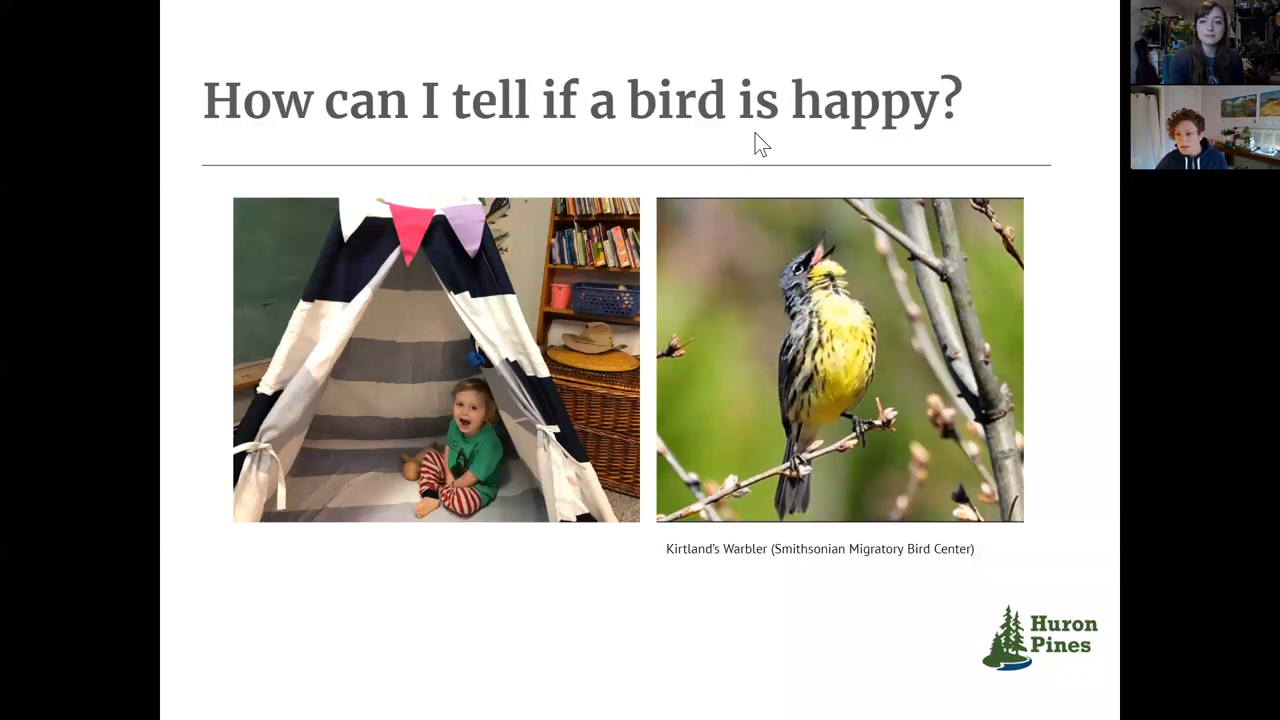 How can I tell if a bird is happy?
Kirtland's Warbler (Smithsonian Migratory Bird Center)
Huron
Pines